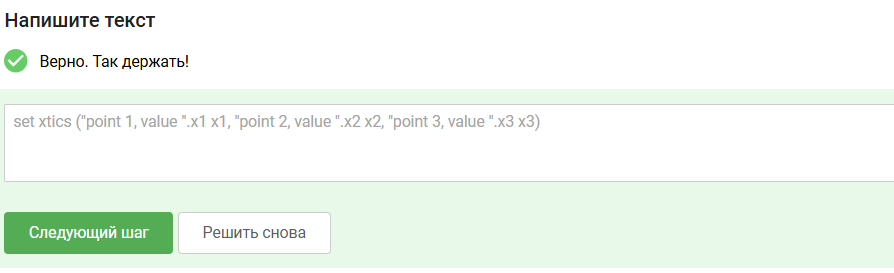 Напишите текст
Верно. Так держать!
set xtics ("point 1, value ".x1 x1, "point 2, value ".x2 x2, "point 3, value ".x3 x3)
Следующий шаг
Решить снова